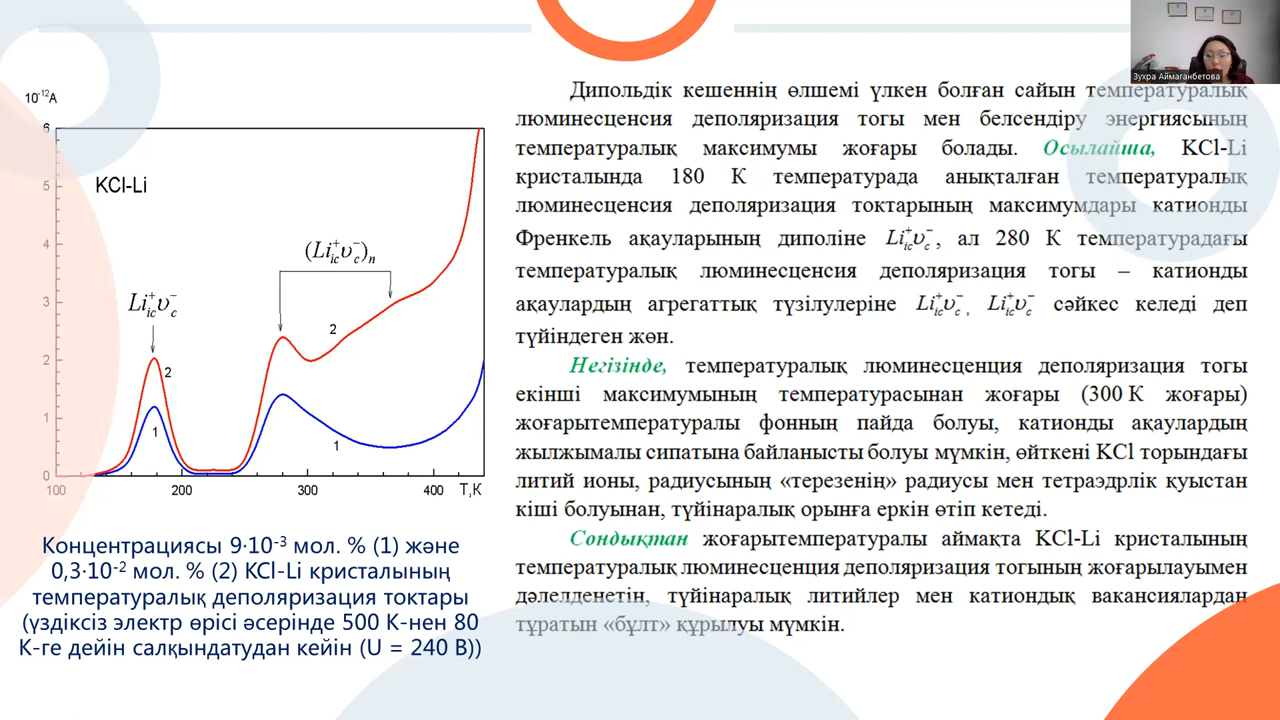 Зухра Аймаганбетова
10⁻¹²A
6
5
4
3
2
1
0
100
200
300
400
T,K
KCl-Li
(Li⁺ᵢcυ⁻c)n
Li⁺ᵢcυ⁻c
2
2
1
1
Концентрациясы 9·10⁻³ мол. % (1) және
0,3·10⁻² мол. % (2) KCl-Li кристалының
температуралық деполяризация токтары
(үздіксіз электр өрісі әсерінде 500 К-нен 80
К-ге дейін салқындатудан кейін (U = 240 В))
Дипольдік кешеннің өлшемі үлкен болған сайын температуралық
люминесценсия деполяризация тогы мен белсендіру энергиясының
температуралық максимумы жоғары болады. Осылайша, KCl-Li
кристалында 180 К температурада анықталған температуралық
люминесценсия деполяризация токтарының максимумдары катионды
Френкель ақауларының диполіне Li⁺ᵢcυ⁻c, ал 280 К температурадағы
температуралық люминесценсия деполяризация тогы – катионды
ақаулардың агрегаттық түзілулеріне Li⁺ᵢcυ⁻c, Li⁺ᵢcυ⁻c сәйкес келеді деп
түйіндеген жөн.
Негізінде, температуралық люминесценция деполяризация тогы
екінші максимумының температурасынан жоғары (300 К жоғары)
жоғарытемпературалы фонның пайда болуы, катионды ақаулардың
жылжымалы сипатына байланысты болуы мүмкін, өйткені KCl торындағы
литий ионы, радиусының «терезенің» радиусы мен тетраэдрлік қуыстан
кіші болуынан, түйінаралық орынға еркін өтіп кетеді.
Сондықтан жоғарытемпературалы аймақта KCl-Li кристалының
температуралық люминесценция деполяризация тогының жоғарылауымен
дәлелденетін, түйінаралық литийлер мен катиондық вакансиялардан
тұратын «бұлт» құрылуы мүмкін.